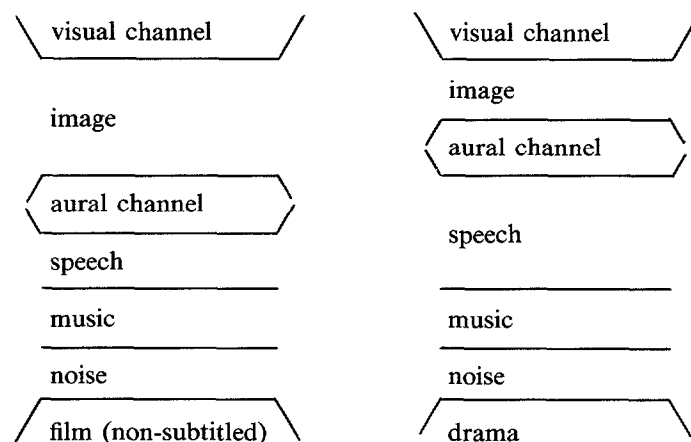 visual channel
image
aural channel
speech
music
noise
film (non-subtitled)
visual channel
image
aural channel
speech
music
noise
drama